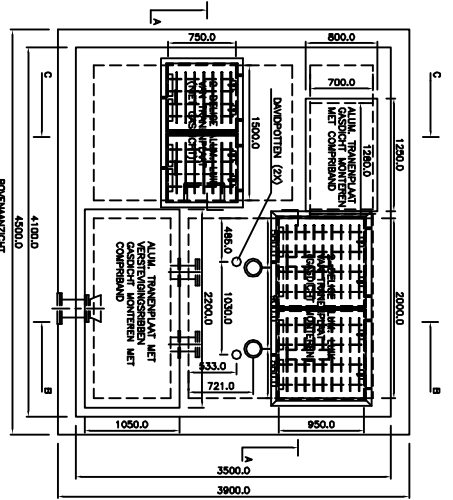 A
750.0
800.0
700.0
C
C
1500.0
DAVIDPOTTEN (2X)
ALUM. TRANENPLAAT
GASDICHT MONTEREN
MET COMPRIBAND
1280.0
1250.0
2000.0
485.0
1030.0
533.0
721.0
2200.0
ALUM. TRANENPLAAT MET
VERSTEVIGINGSRIBBEN
GASDICHT MONTEREN MET
COMPRIBAND
BOVENAANZICHT
4500.0
4100.0
B
B
1050.0
950.0
A
3500.0
3900.0